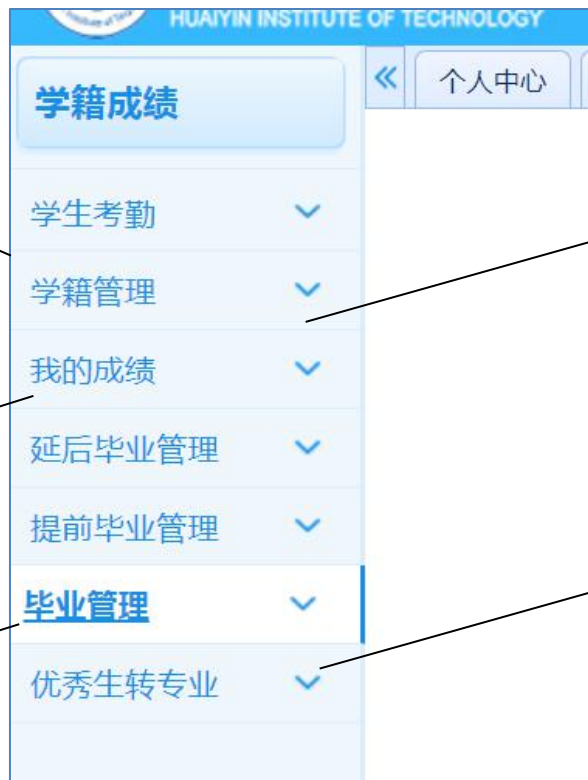 HUAIYIN INSTITUTE OF TECHNOLOGY
学籍成绩
个人中心
学生考勤
学籍管理
我的成绩
延后毕业管理
提前毕业管理
毕业管理
优秀生转专业